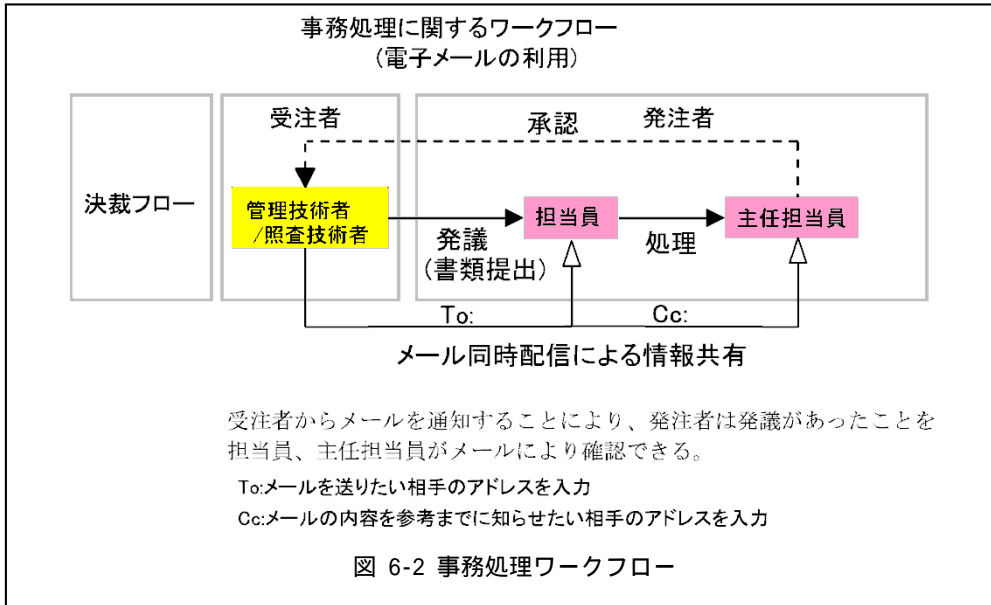 事務処理に関するワークフロー
(電子メールの利用)
受注者
承認
発注者
決裁フロー
管理技術者
/照査技術者
担当員
主任担当員
発議
(書類提出)
処理
To:
Cc:
メール同時配信による情報共有
受注者からメールを通知することにより、発注者は発議があったことを
担当員、主任担当員がメールにより確認できる。
To:メールを送りたい相手のアドレスを入力
Cc:メールの内容を参考までに知らせたい相手のアドレスを入力
図 6-2 事務処理ワークフロー